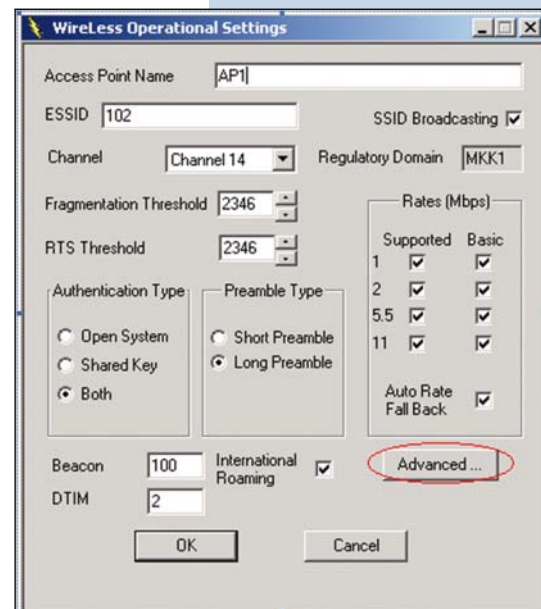 WireLess Operational Settings
Access Point Name AP1
ESSID 102 SSID Broadcasting
Channel Channel 14 Regulatory Domain MKK1
Fragmentation Threshold 2346
RTS Threshold 2346
Rates (Mbps)
Supported Basic
1
2
5.5
11
Auto Rate
Fall Back
Authentication Type
Open System
Shared Key
Both
Preamble Type
Short Preamble
Long Preamble
Beacon 100
DTIM 2
International
Roaming
Advanced ...
OK Cancel